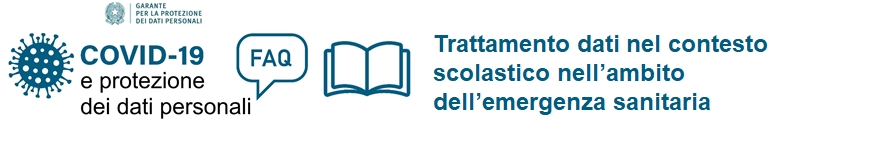 GARANTE
PER LA PROTEZIONE
DEI DATI PERSONALI
COVID-19
e protezione
dei dati personali
FAQ
Trattamento dati nel contesto
scolastico nell’ambito
dell’emergenza sanitaria